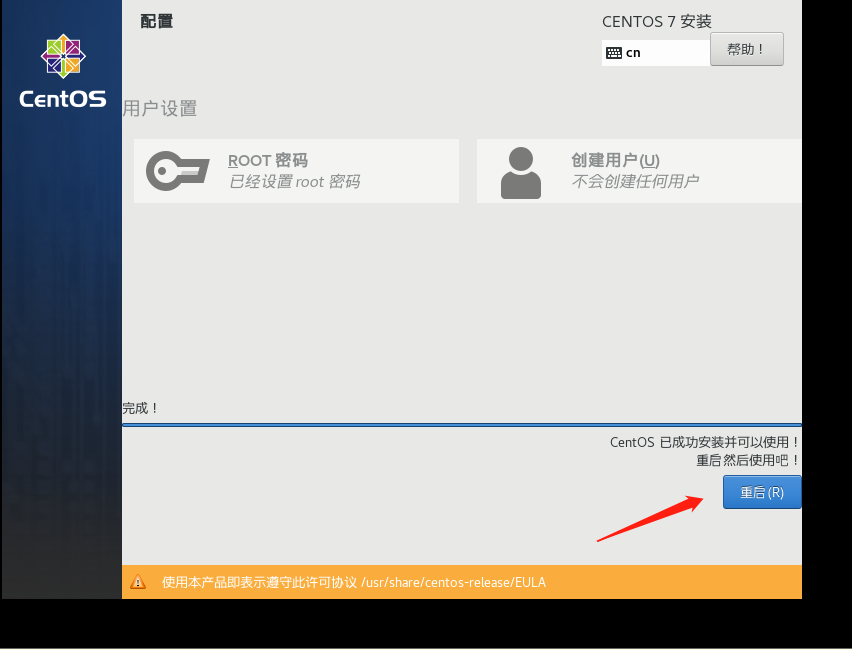 配置
CENTOS 7 安装
cn
帮助！
CentOS
用户设置
ROOT 密码
已经设置 root 密码
创建用户(U)
不会创建任何用户
完成！
CentOS 已成功安装并可以使用！
重启然后使用吧！
重启(R)
使用本产品即表示遵守此许可协议 /usr/share/centos-release/EULA